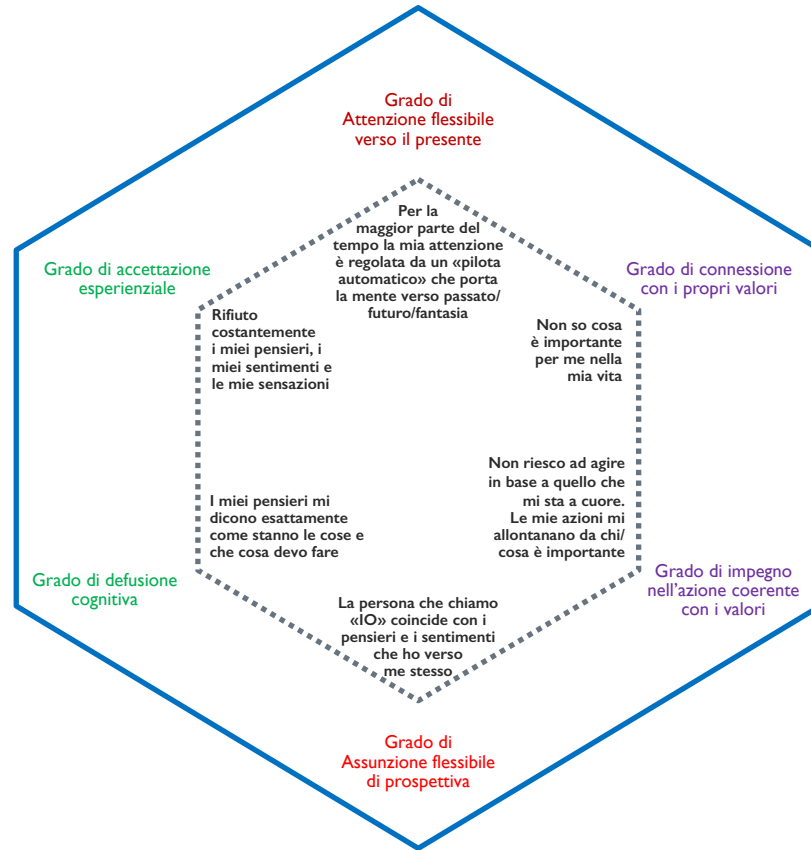 Grado di
Attenzione flessibile
verso il presente
Per la
maggior parte del
tempo la mia attenzione
è regolata da un «pilota
automatico» che porta
la mente verso passato/
futuro/fantasia
Grado di accettazione
esperienziale
Grado di connessione
con i propri valori
Rifiuto
costantemente
i miei pensieri, i
miei sentimenti e
le mie sensazioni
Non so cosa
è importante
per me nella
mia vita
I miei pensieri mi
dicono esattamente
come stanno le cose e
che cosa devo fare
Non riesco ad agire
in base a quello che
mi sta a cuore.
Le mie azioni mi
allontanano da chi/
cosa è importante
Grado di defusione
cognitiva
Grado di impegno
nell’azione coerente
con i valori
La persona che chiamo
«IO» coincide con i
pensieri e i sentimenti
che ho verso
me stesso
Grado di
Assunzione flessibile
di prospettiva